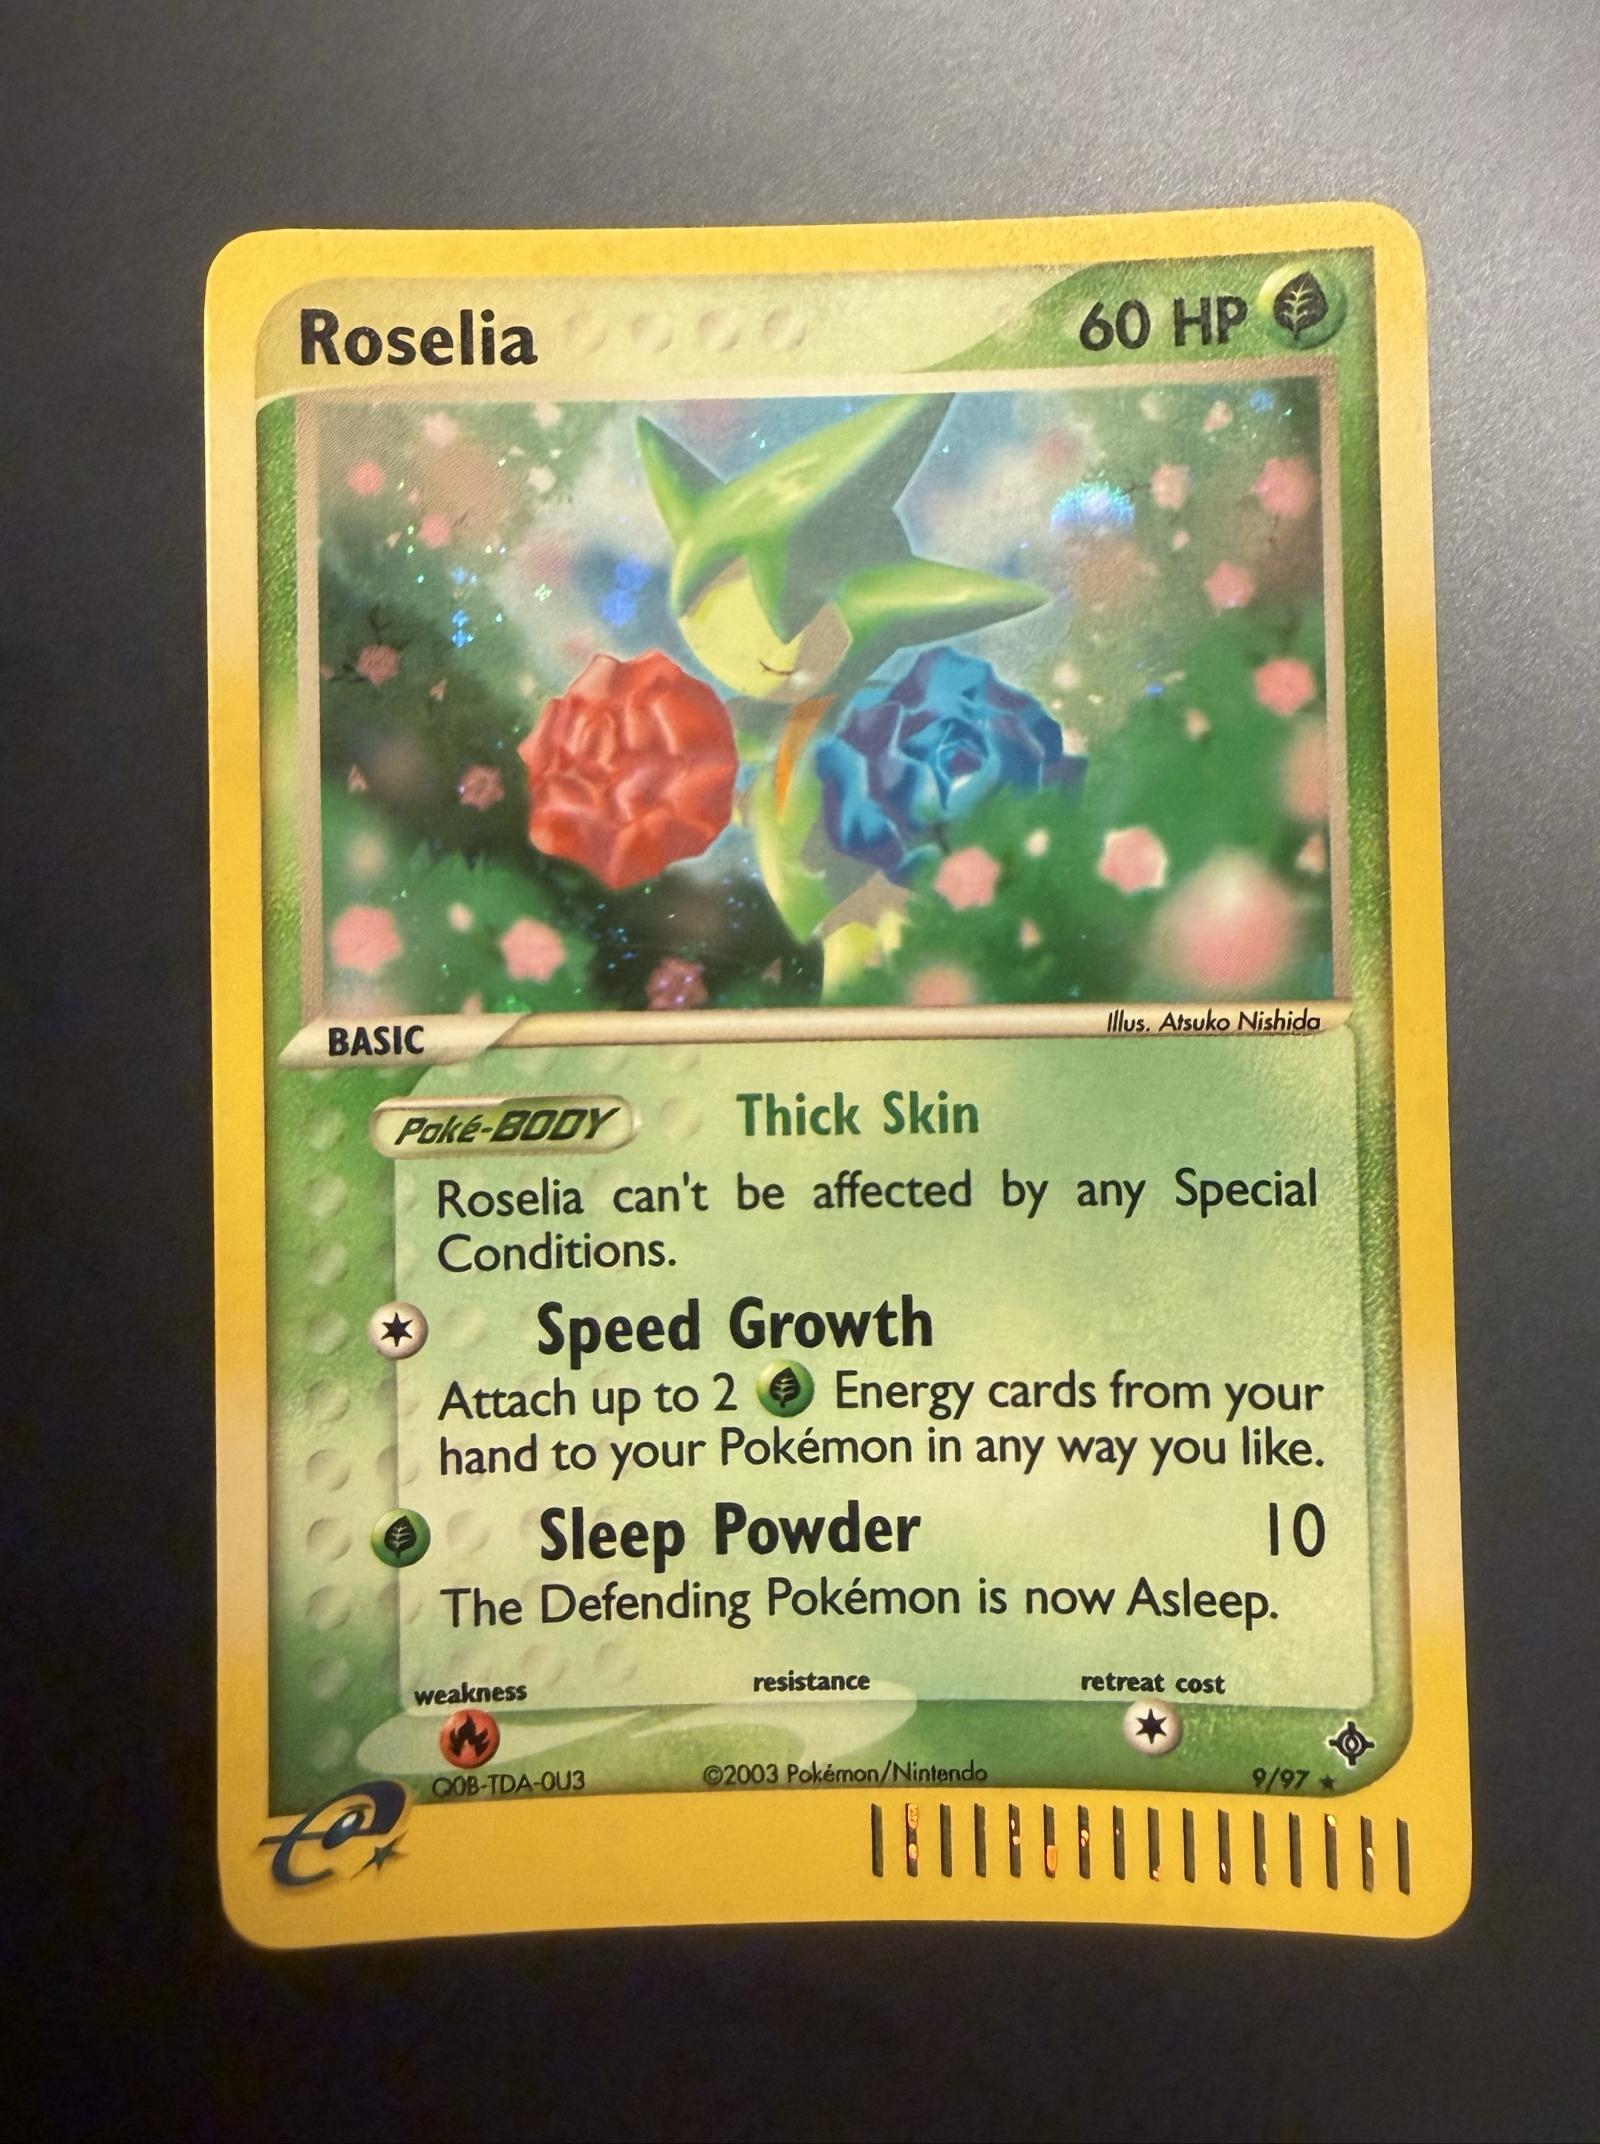 Roselia 60 HP
BASIC
Illus. Atsuko Nishida
Poké-BODY Thick Skin
Roselia can't be affected by any Special
Conditions.
Speed Growth
Attach up to 2 Energy cards from your
hand to your Pokémon in any way you like.
Sleep Powder 10
The Defending Pokémon is now Asleep.
weakness resistance retreat cost
O0B-TDA-0U3 ©2003 Pokémon/Nintendo 9/97 ★
e